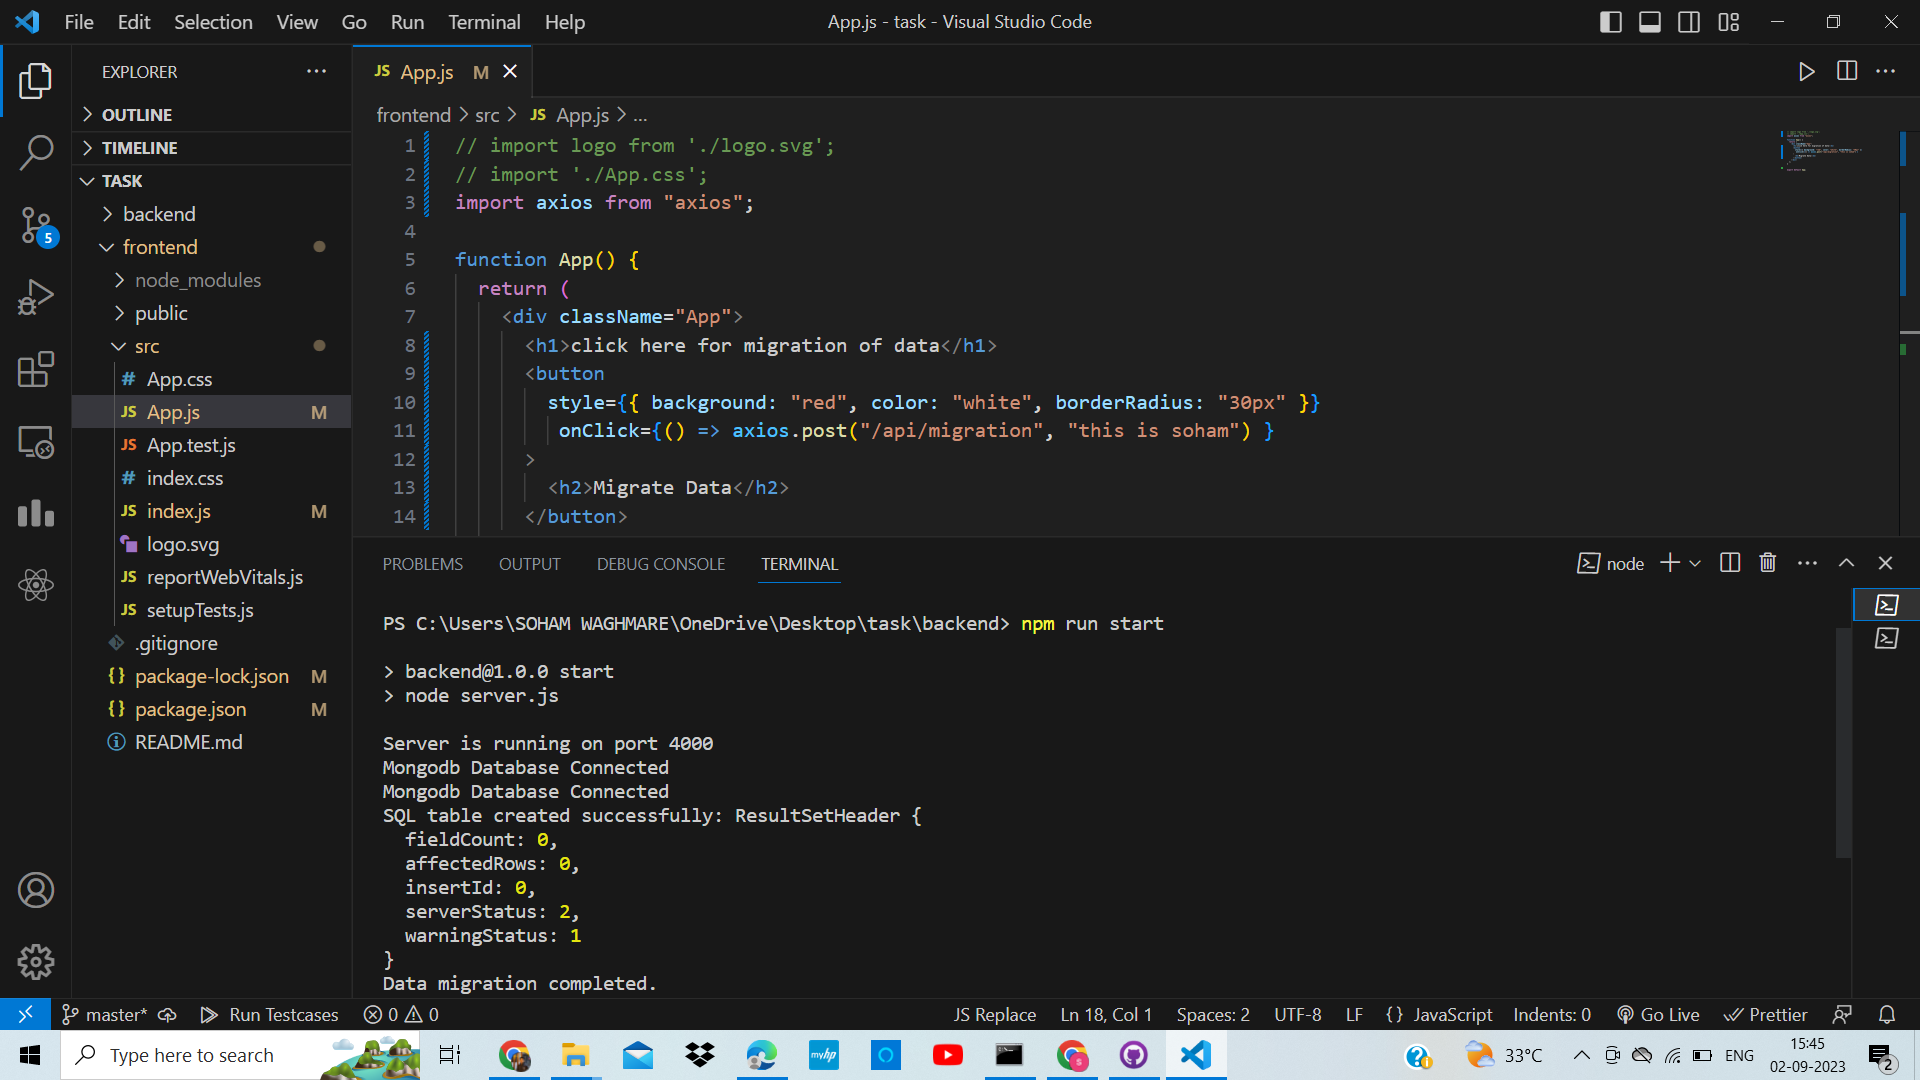 File Edit Selection View Go Run Terminal Help
App.js - task - Visual Studio Code
EXPLORER
OUTLINE
TIMELINE
TASK
backend
frontend
node_modules
public
src
# App.css
JS App.js M
JS App.test.js
# index.css
JS index.js M
logo.svg
JS reportWebVitals.js
JS setupTests.js
.gitignore
{} package-lock.json M
{} package.json M
README.md
5
JS App.js M
frontend > src > JS App.js > ...
1 // import logo from './logo.svg';
2 // import './App.css';
3 import axios from "axios";
4
5 function App() {
6 return (
7 <div className="App">
8 <h1>click here for migration of data</h1>
9 <button
10 style={{ background: "red", color: "white", borderRadius: "30px" }}
11 onClick={() => axios.post("/api/migration", "this is soham") }
12 >
13 <h2>Migrate Data</h2>
14 </button>
PROBLEMS OUTPUT DEBUG CONSOLE TERMINAL
node
PS C:\Users\SOHAM WAGHMARE\OneDrive\Desktop\task\backend> npm run start
> backend@1.0.0 start
> node server.js
Server is running on port 4000
Mongodb Database Connected
Mongodb Database Connected
SQL table created successfully: ResultSetHeader {
fieldCount: 0,
affectedRows: 0,
insertId: 0,
serverStatus: 2,
warningStatus: 1
}
Data migration completed.
master* Run Testcases 0 0
JS Replace Ln 18, Col 1 Spaces: 2 UTF-8 LF {} JavaScript Indents: 0 Go Live Prettier
Type here to search
myhp
33°C
ENG
15:45
02-09-2023
2